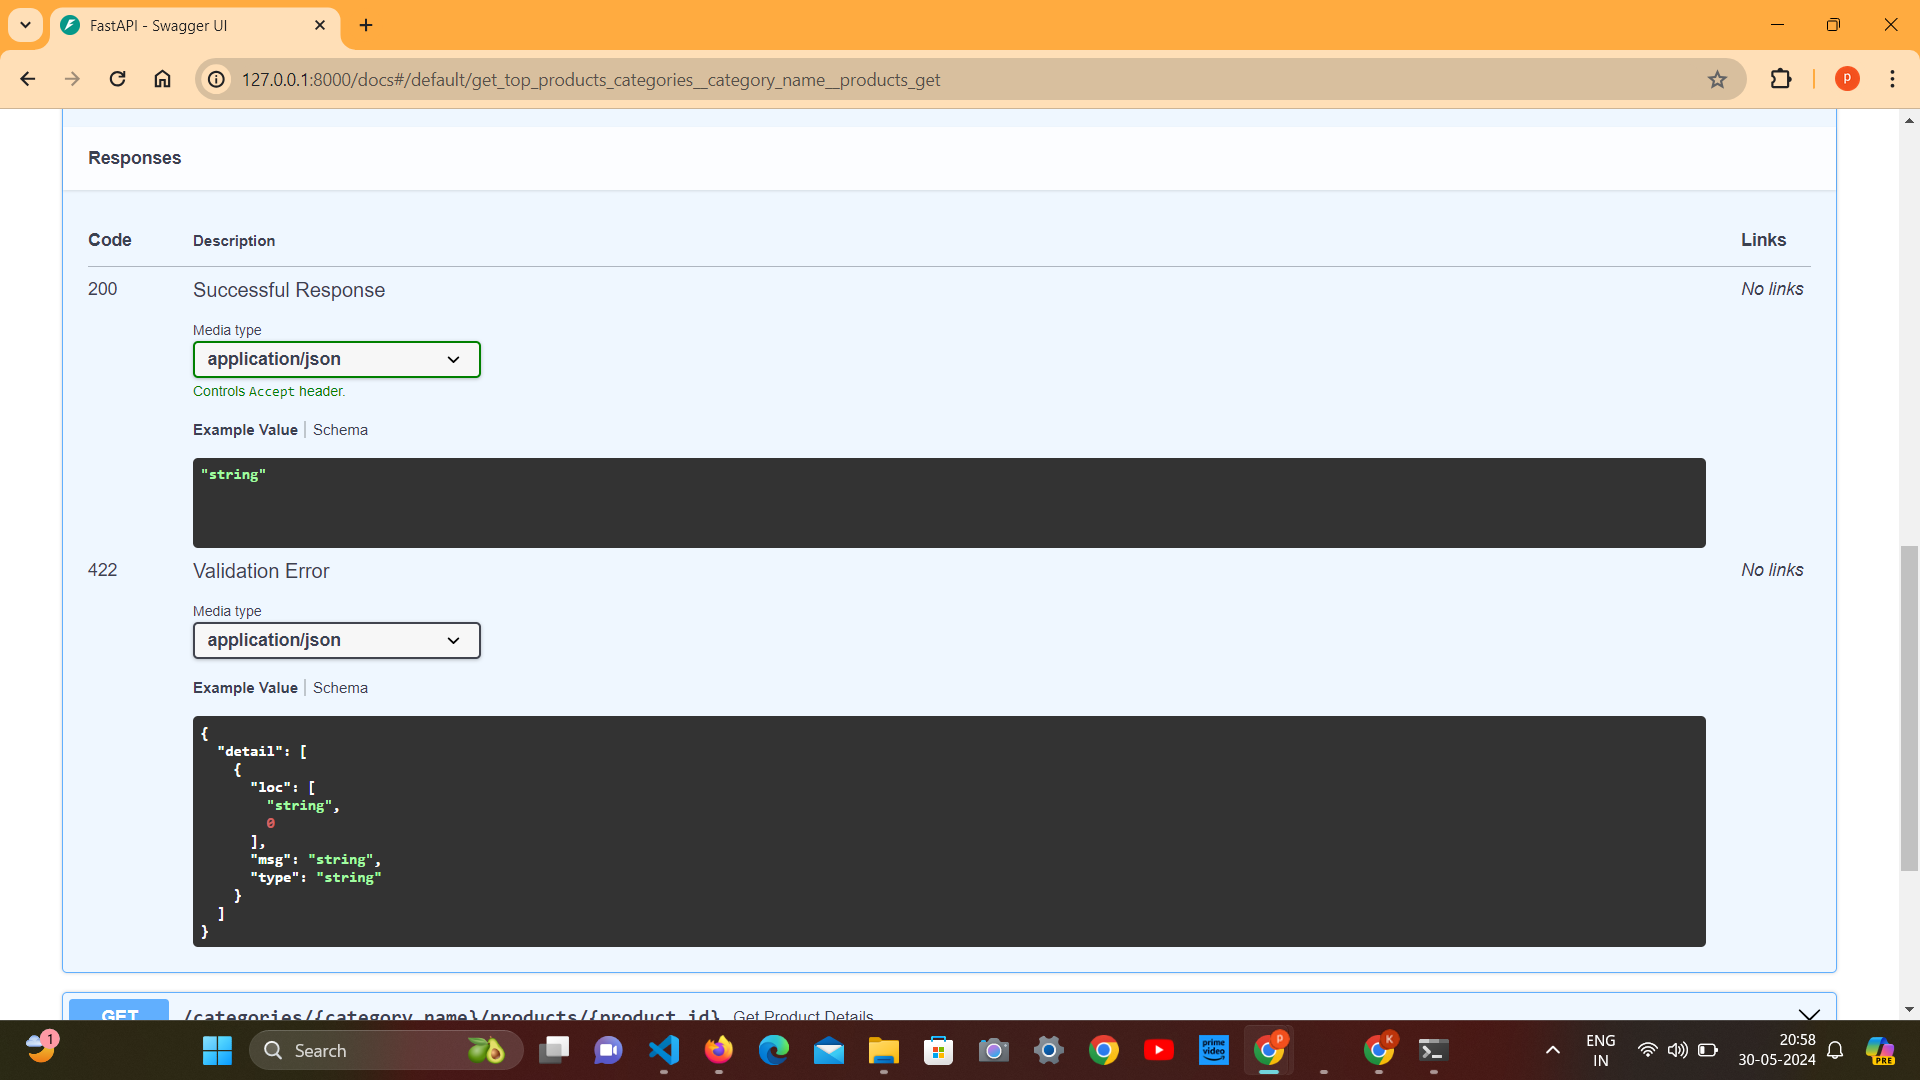 FastAPI - Swagger UI
127.0.0.1:8000/docs#/default/get_top_products_categories__category_name__products_get
P
Responses
Code Description Links
200 Successful Response No links
Media type
application/json
Controls Accept header.
Example Value | Schema
"string"
422 Validation Error No links
Media type
application/json
Example Value | Schema
{
"detail": [
{
"loc": [
"string",
0
],
"msg": "string",
"type": "string"
}
]
}
GET /categories/{category_name}/products/{product_id} Get Product Details
1
Search
prime video
P
K
ENG
IN
20:58
30-05-2024
PRE